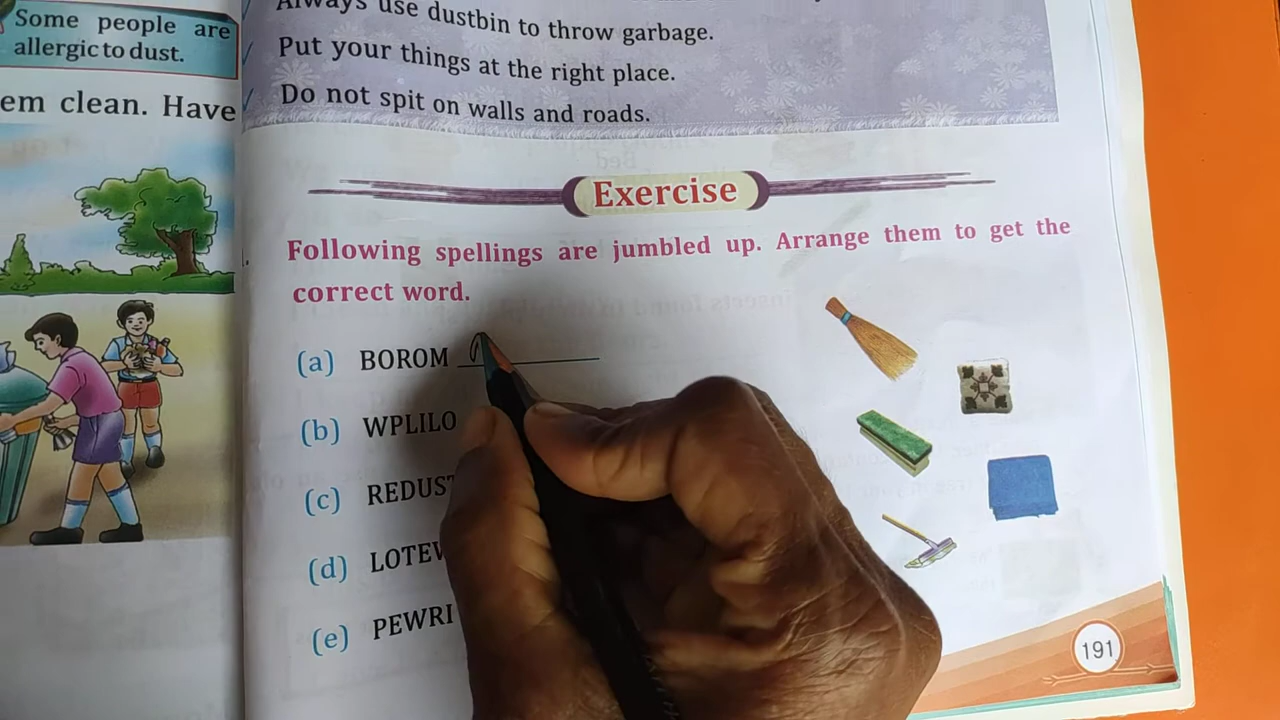 Some people are
allergic to dust.
em clean. Have
Always use dustbin to throw garbage.
Put your things at the right place.
Do not spit on walls and roads.
Exercise
Following spellings are jumbled up. Arrange them to get the
correct word.
(a) BOROM
(b) WPLILO
(c) REDUST
(d) LOTEW
(e) PEWRI
191